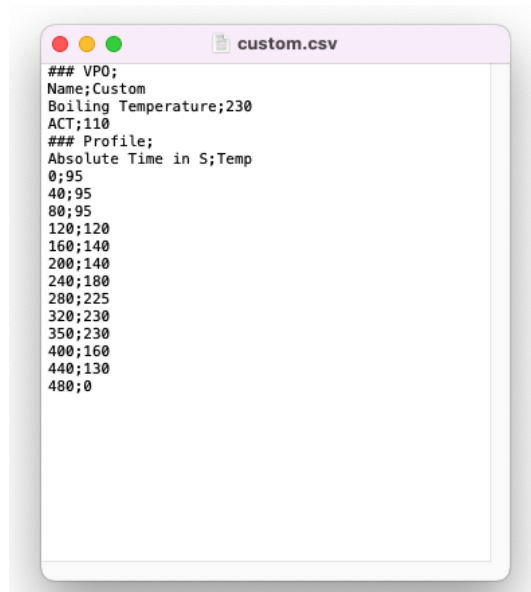 custom.csv
### VPO;
Name;Custom
Boiling Temperature;230
ACT;110
### Profile;
Absolute Time in S;Temp
0;95
40;95
80;95
120;120
160;140
200;140
240;180
280;225
320;230
350;230
400;160
440;130
480;0